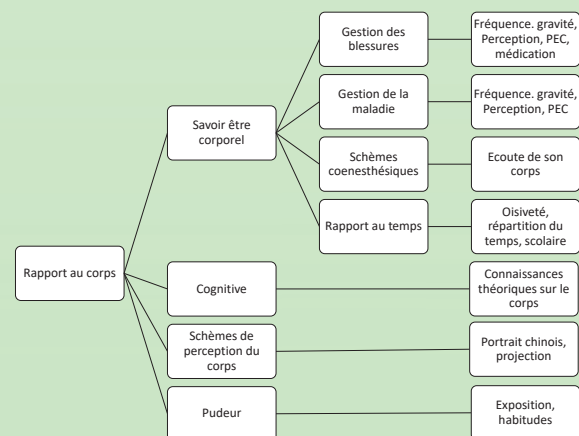 Rapport au corps
Savoir être
corporel
Gestion des
blessures
Fréquence. gravité,
Perception, PEC,
médication
Gestion de la
maladie
Fréquence. gravité,
Perception, PEC
Schèmes
coenesthésiques
Ecoute de son
corps
Rapport au temps
Oisiveté,
répartition du
temps, scolaire
Cognitive
Connaissances
théoriques sur le
corps
Schèmes de
perception du
corps
Portrait chinois,
projection
Pudeur
Exposition,
habitudes